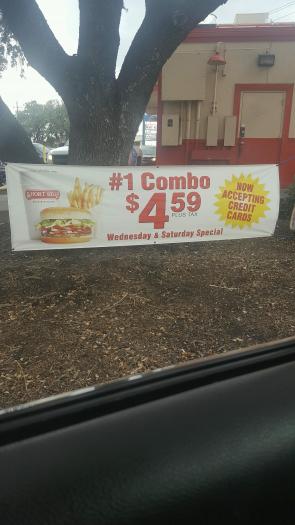 #1 Combo
$4.59
PLUS TAX
Wednesday & Saturday Special
NOW
ACCEPTING
CREDIT
CARDS